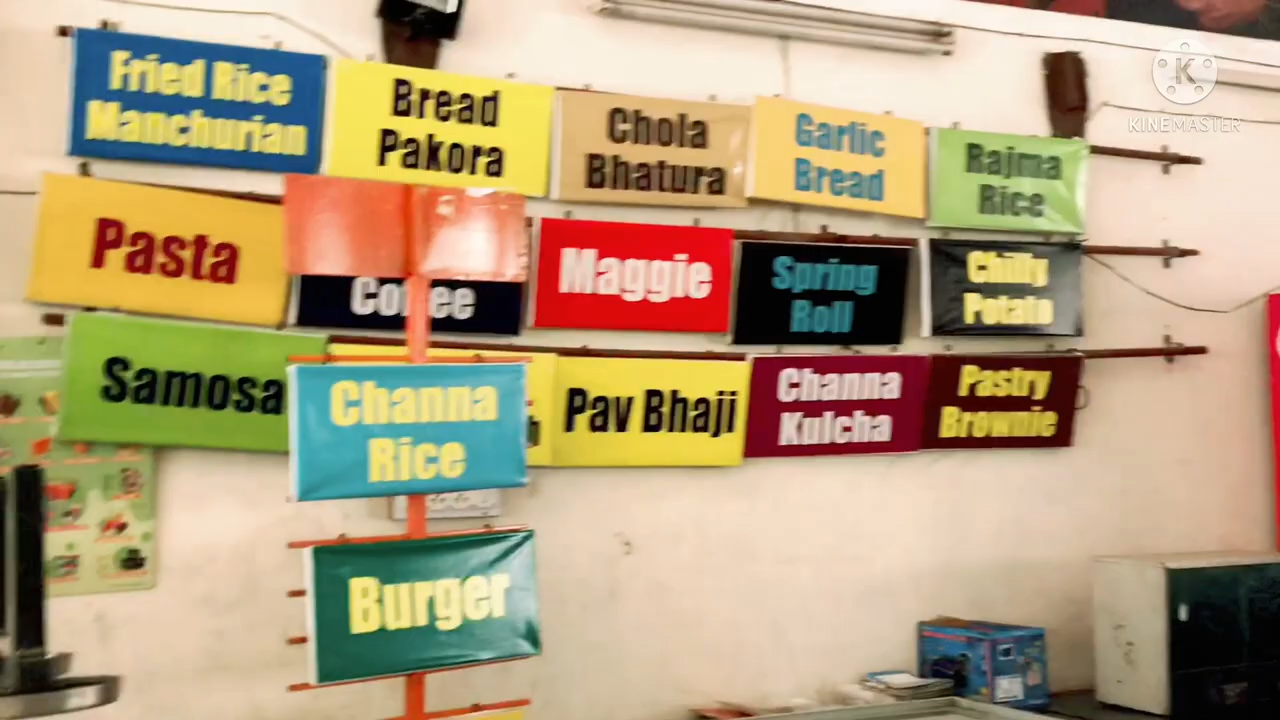 Fried Rice
Manchurian
Bread
Pakora
Chola
Bhatura
Garlic
Bread
Rajma
Rice
KINEMASTER
Pasta
Coffee
Maggie
Spring
Roll
Chilly
Potato
Samosa
Channa
Rice
Pav Bhaji
Channa
Kulcha
Pastry
Brownie
Burger